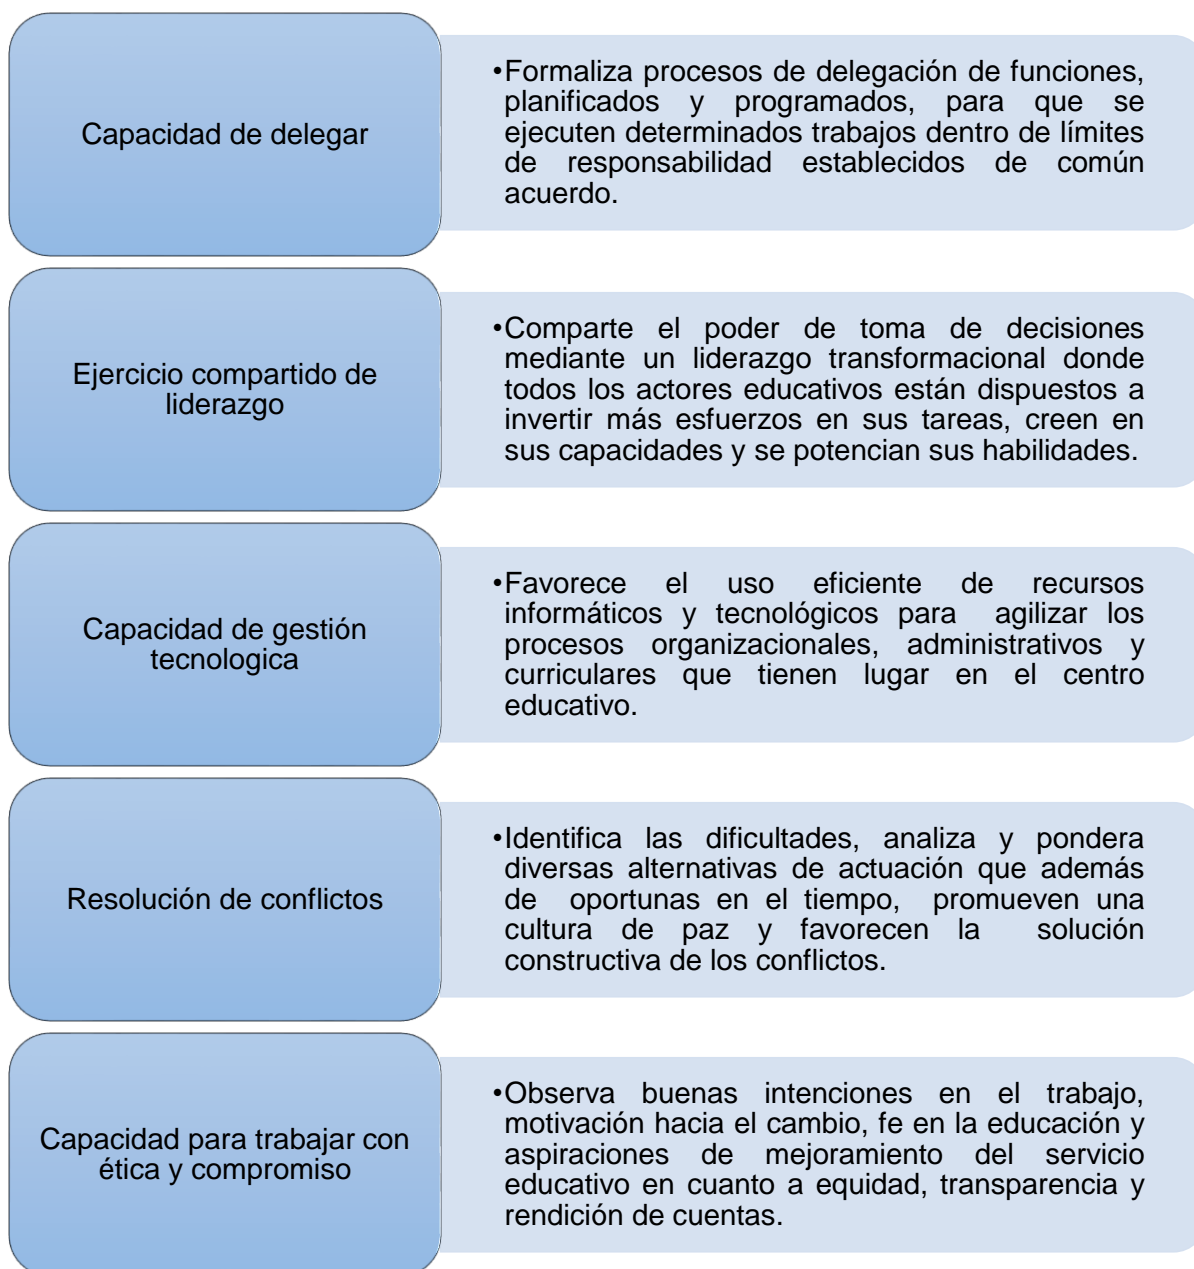 Capacidad de delegar
•Formaliza procesos de delegación de funciones,
planificados y programados, para que se
ejecuten determinados trabajos dentro de límites
de responsabilidad establecidos de común
acuerdo.
Ejercicio compartido de
liderazgo
•Comparte el poder de toma de decisiones
mediante un liderazgo transformacional donde
todos los actores educativos están dispuestos a
invertir más esfuerzos en sus tareas, creen en
sus capacidades y se potencian sus habilidades.
Capacidad de gestión
tecnologica
•Favorece el uso eficiente de recursos
informáticos y tecnológicos para agilizar los
procesos organizacionales, administrativos y
curriculares que tienen lugar en el centro
educativo.
Resolución de conflictos
•Identifica las dificultades, analiza y pondera
diversas alternativas de actuación que además
de oportunas en el tiempo, promueven una
cultura de paz y favorecen la solución
constructiva de los conflictos.
Capacidad para trabajar con
ética y compromiso
•Observa buenas intenciones en el trabajo,
motivación hacia el cambio, fe en la educación y
aspiraciones de mejoramiento del servicio
educativo en cuanto a equidad, transparencia y
rendición de cuentas.